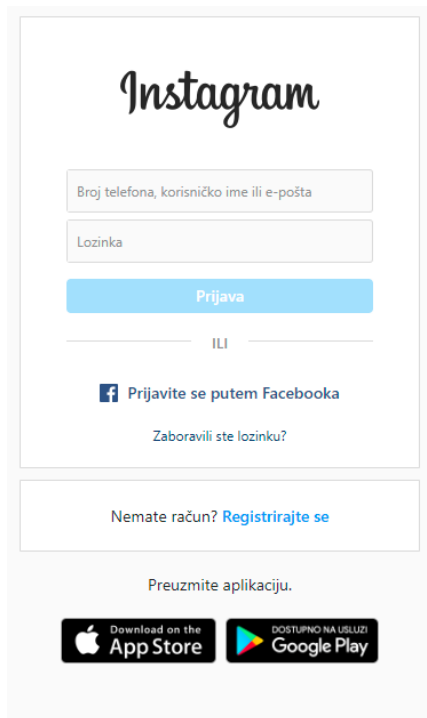 Instagram
Broj telefona, korisničko ime ili e-pošta
Lozinka
Prijava
ILI
Prijavite se putem Facebooka
Zaboravili ste lozinku?
Nemate račun? Registrirajte se
Preuzmite aplikaciju.
Download on the
App Store
DOSTUPNO NA USLUZI
Google Play